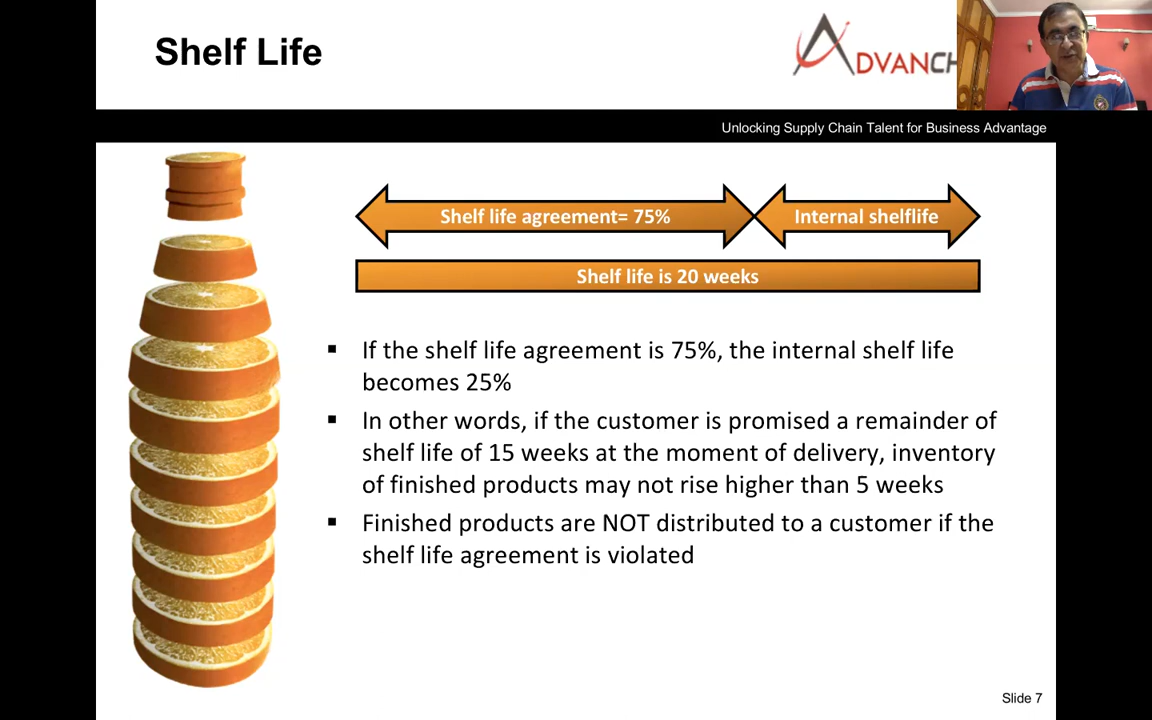 Shelf Life
ADVANCH
Unlocking Supply Chain Talent for Business Advantage
Shelf life agreement= 75%
Internal shelflife
Shelf life is 20 weeks
▪ If the shelf life agreement is 75%, the internal shelf life
becomes 25%
▪ In other words, if the customer is promised a remainder of
shelf life of 15 weeks at the moment of delivery, inventory
of finished products may not rise higher than 5 weeks
▪ Finished products are NOT distributed to a customer if the
shelf life agreement is violated
Slide 7